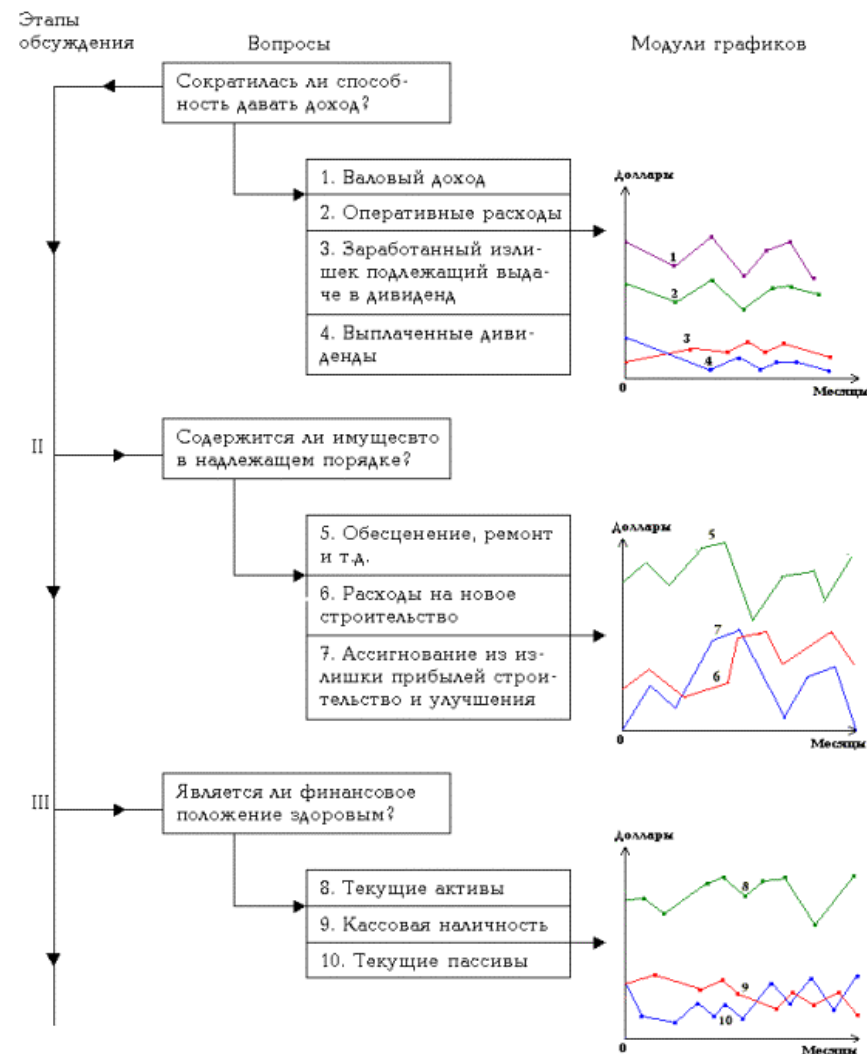 Этапы
обсуждения
Вопросы
Модули графиков
Сократилась ли способ-
ность давать доход?
1. Валовый доход
2. Оперативные расходы
3. Заработанный изли-
шек подлежащий выда-
че в дивиденд
4. Выплаченные диви-
денды
Доллары
1
2
3
4
0
Месяцы
II
Содержится ли имущесвто
в надлежащем порядке?
5. Обесценение, ремонт
и т.д.
6. Расходы на новое
строительство
7. Ассигнование из из-
лишки прибылей строи-
тельство и улучшения
Доллары
5
7
6
0
Месяцы
III
Является ли финансовое
положение здоровым?
8. Текущие активы
9. Кассовая наличность
10. Текущие пассивы
Доллары
8
9
10
0
Месяцы